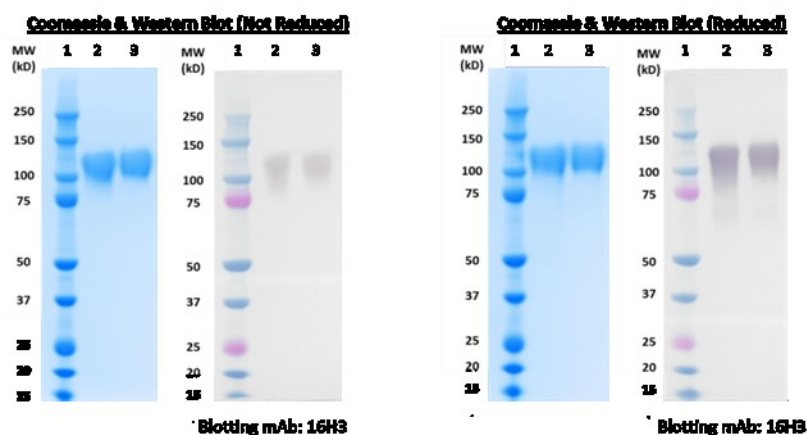 Coomassie & Western Blot (Not Reduced)
MW
(kD)
1 2 3
250
150
100
75
50
37
25
20
15
MW
(kD)
1 2 3
250
150
100
75
50
37
25
20
15
Blotting mAb: 16H3
Coomassie & Western Blot (Reduced)
MW
(kD)
1 2 3
250
150
100
75
50
37
25
20
15
MW
(kD)
1 2 3
250
150
100
75
50
37
25
20
15
Blotting mAb: 16H3